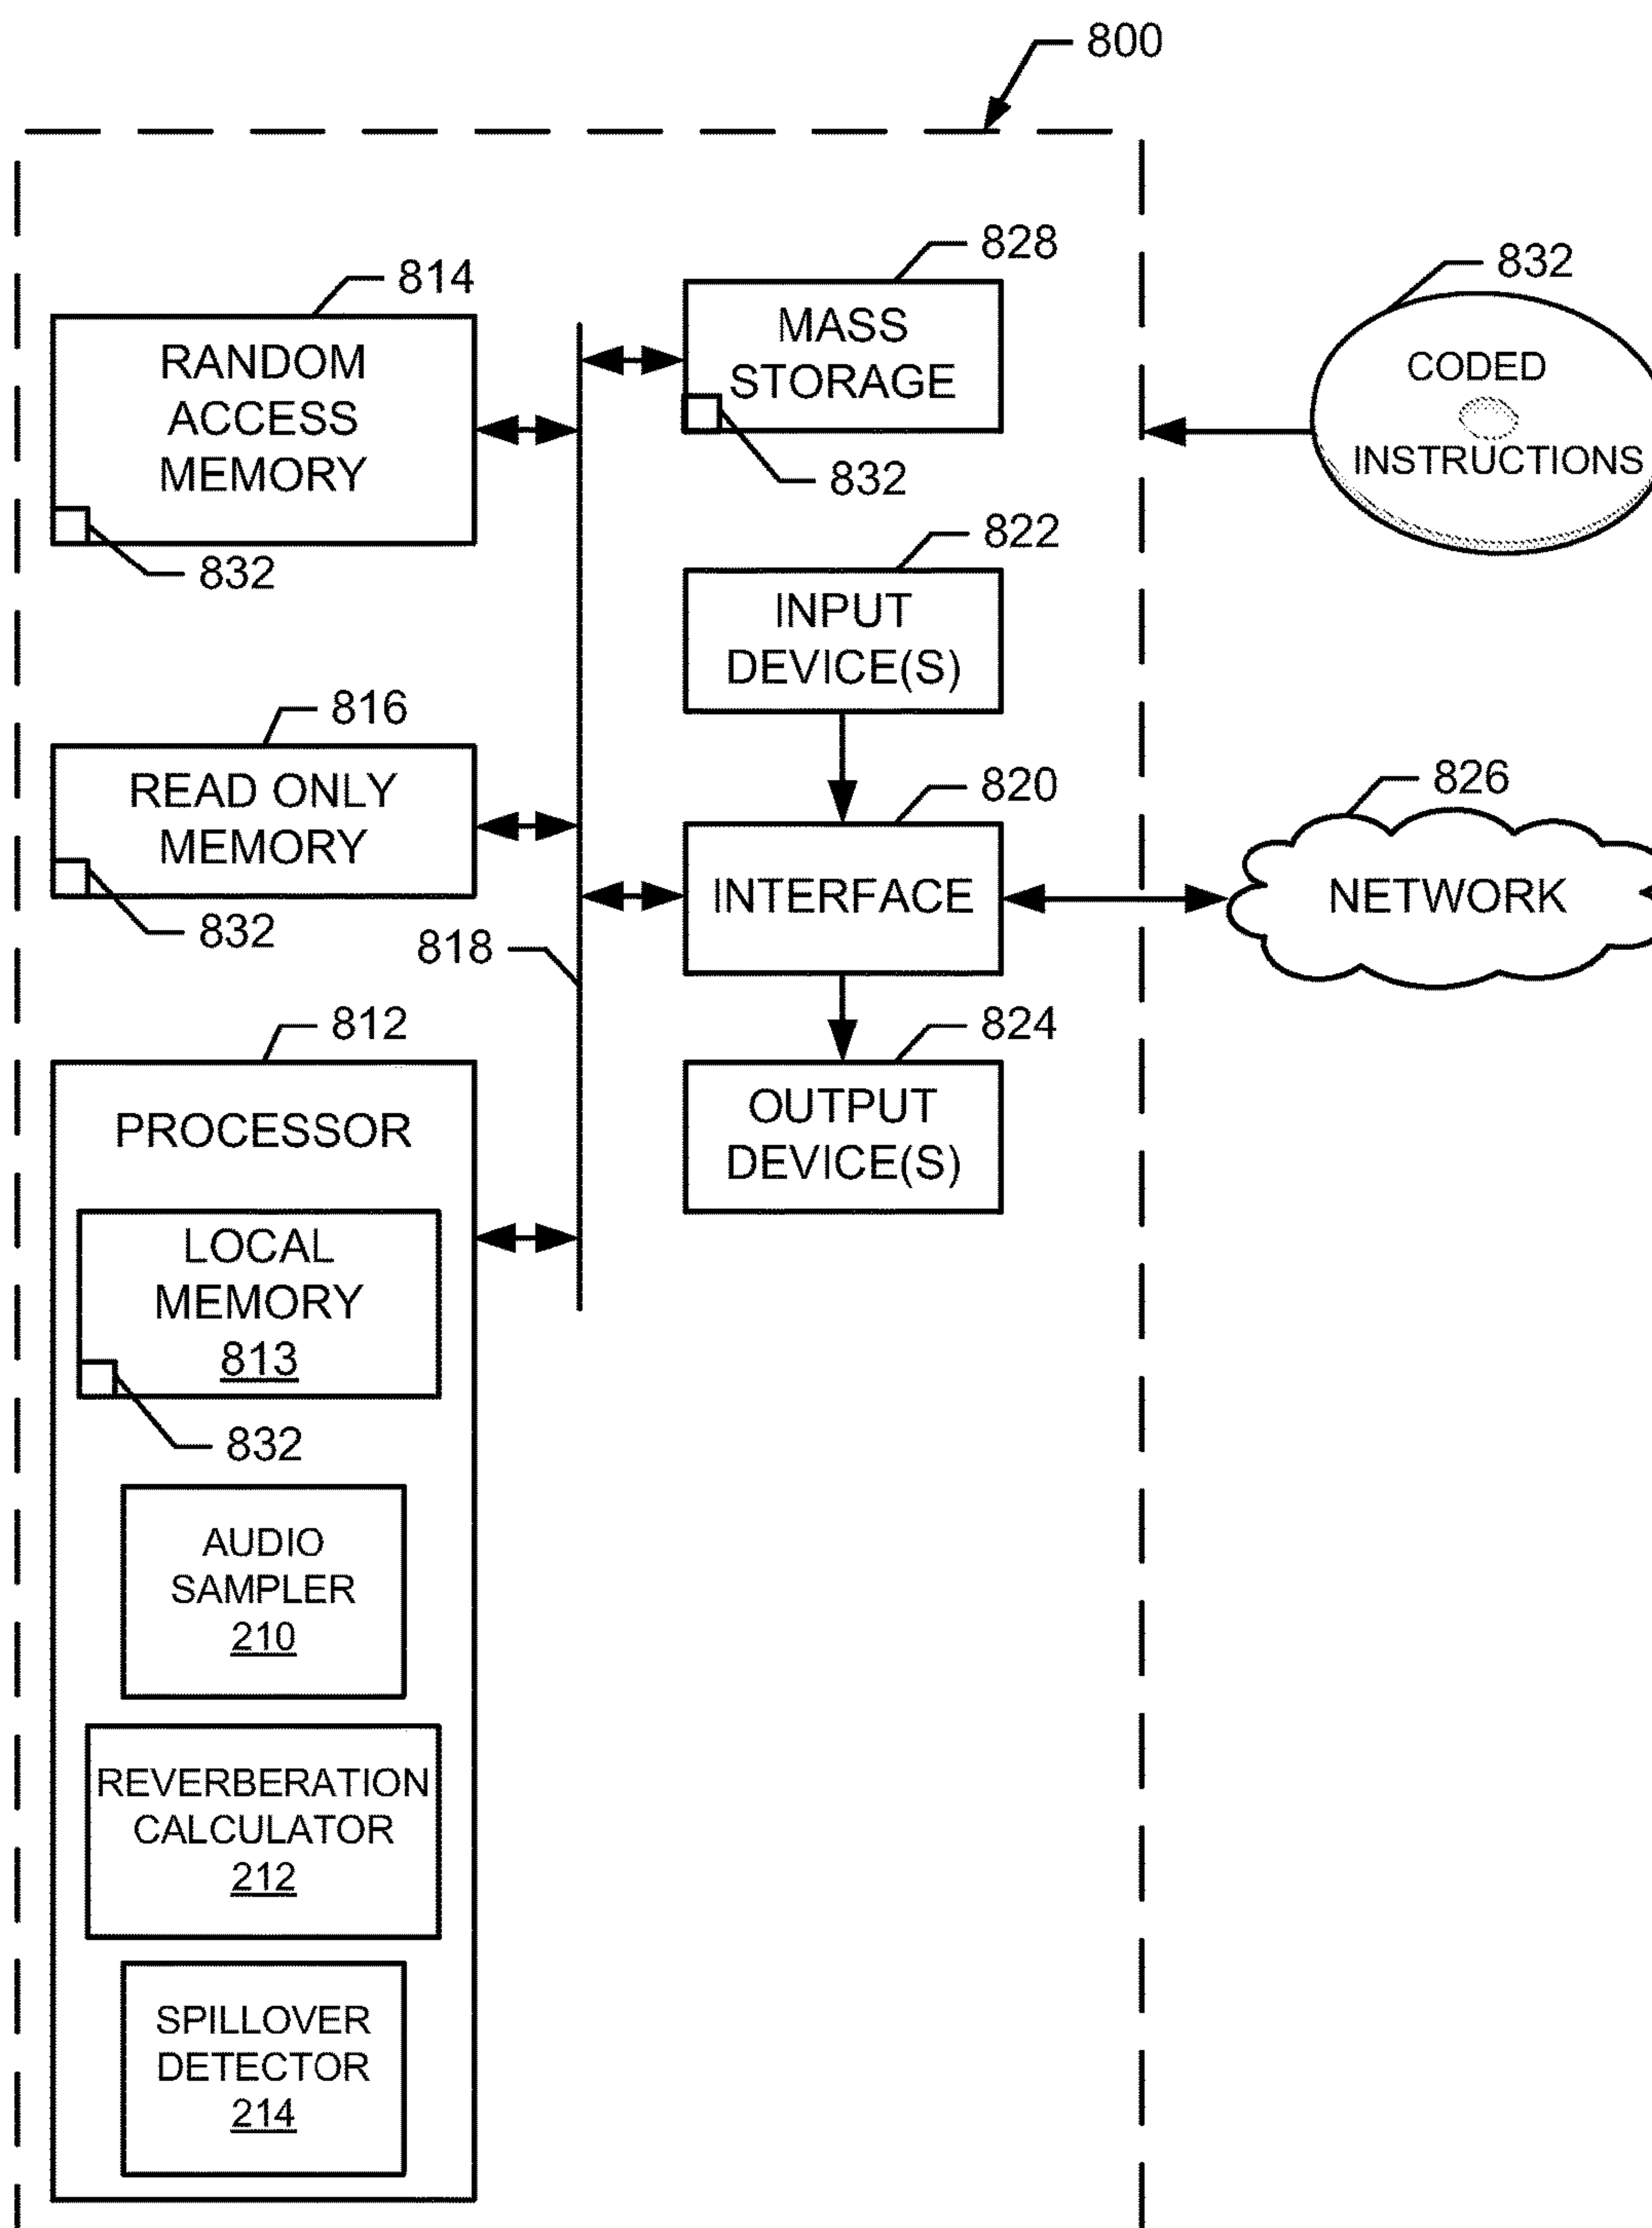 800
814
RANDOM
ACCESS
MEMORY
832
828
MASS
STORAGE
832
832
CODED
INSTRUCTIONS
822
INPUT
DEVICE(S)
816
READ ONLY
MEMORY
832
820
INTERFACE
826
NETWORK
818
812
PROCESSOR
LOCAL
MEMORY
813
832
824
OUTPUT
DEVICE(S)
AUDIO
SAMPLER
210
REVERBERATION
CALCULATOR
212
SPILLOVER
DETECTOR
214